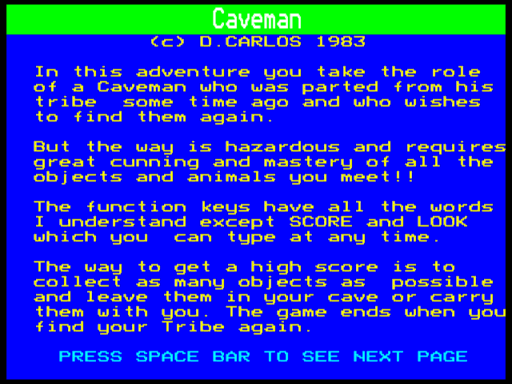 Caveman
(c) D.CARLOS 1983
In this adventure you take the role
of a Caveman who was parted from his
tribe  some time ago and who wishes
to find them again.
But the way is hazardous and requires
great cunning and mastery of all the
objects and animals you meet!!
The function keys have all the words
I understand except SCORE and LOOK
which you  can type at any time.
The way to get a high score is to
collect as many objects as  possible
and leave them in your cave or carry
them with you. The game ends when you
find your Tribe again.
PRESS SPACE BAR TO SEE NEXT PAGE